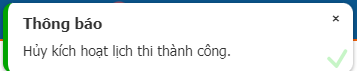 Thông báo
×
Hủy kích hoạt lịch thi thành công.